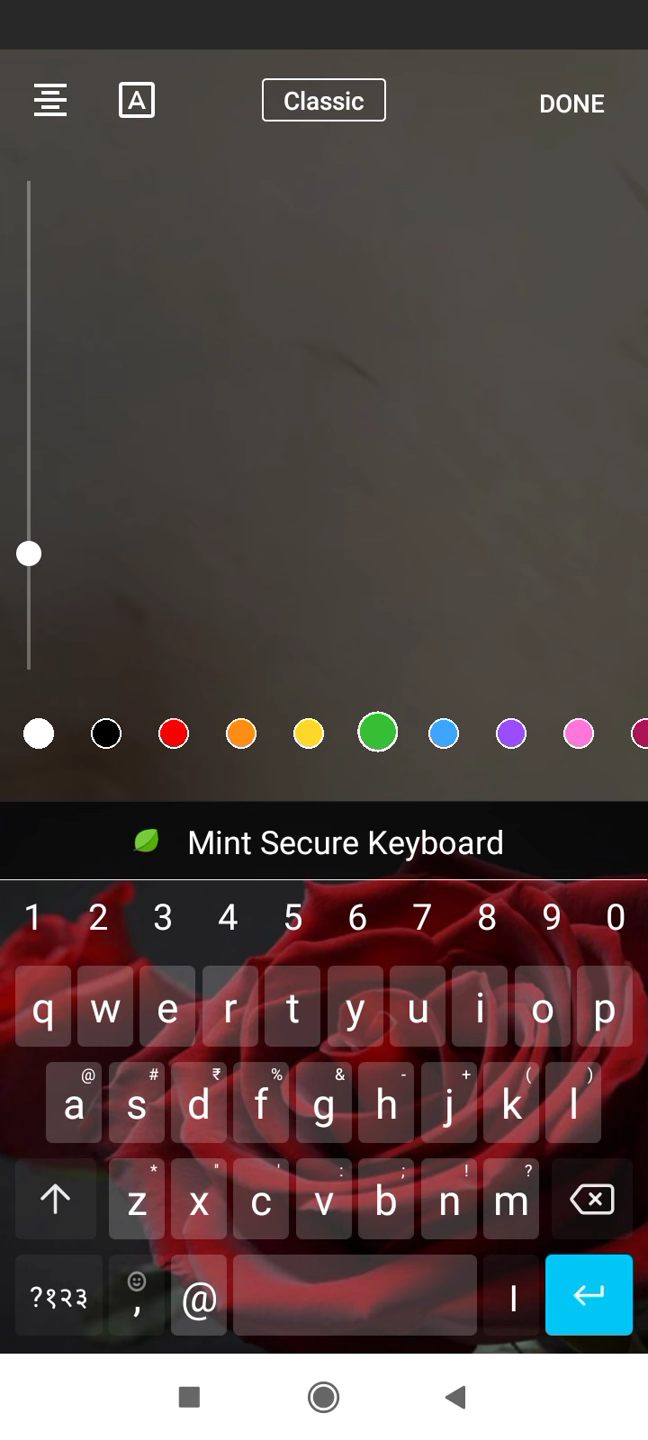 A Classic DONE
Mint Secure Keyboard
1 2 3 4 5 6 7 8 9 0
q w e r t y u i o p
@ # ₹ % & - + ( )
a s d f g h j k l
* " ' : ; ! ?
z x c v b n m
?१२३ , @ ।